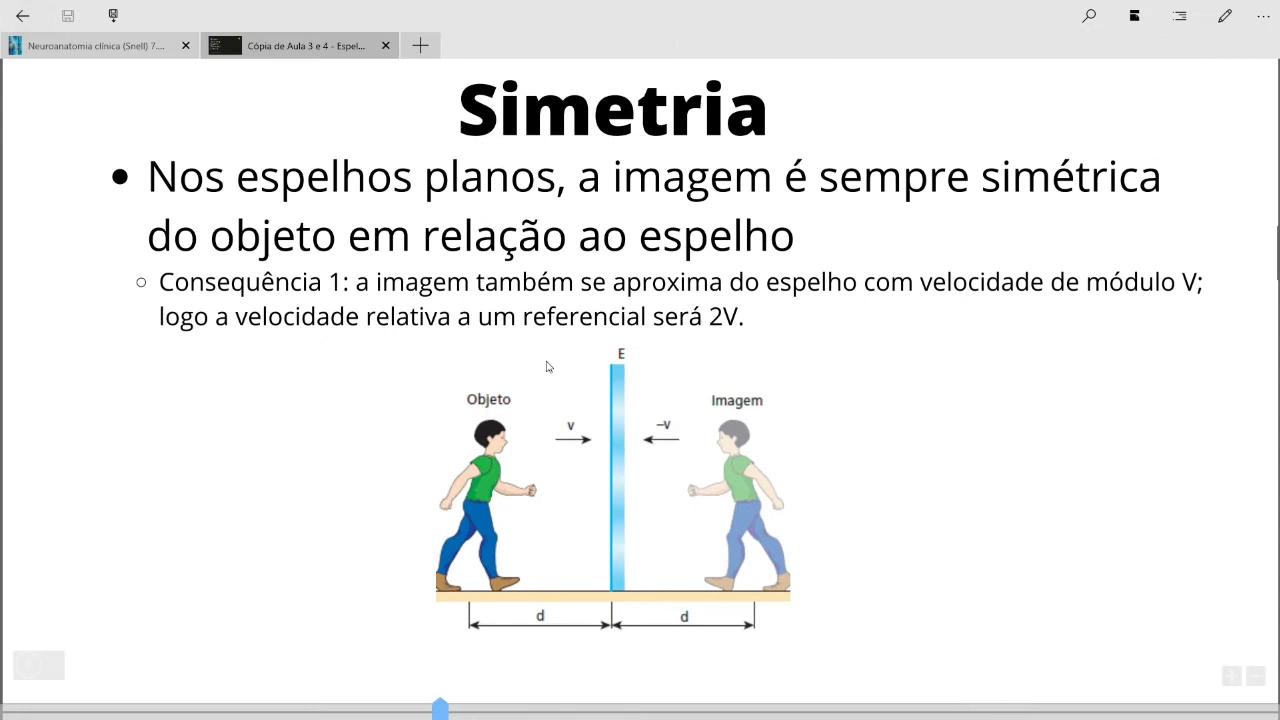 Neuroanatomia clínica (Snell) 7....
Cópia de Aula 3 e 4 - Espel...
Simetria
Nos espelhos planos, a imagem é sempre simétrica
do objeto em relação ao espelho
Consequência 1: a imagem também se aproxima do espelho com velocidade de módulo V;
logo a velocidade relativa a um referencial será 2V.
E
Objeto
Imagem
v
–v
d
d